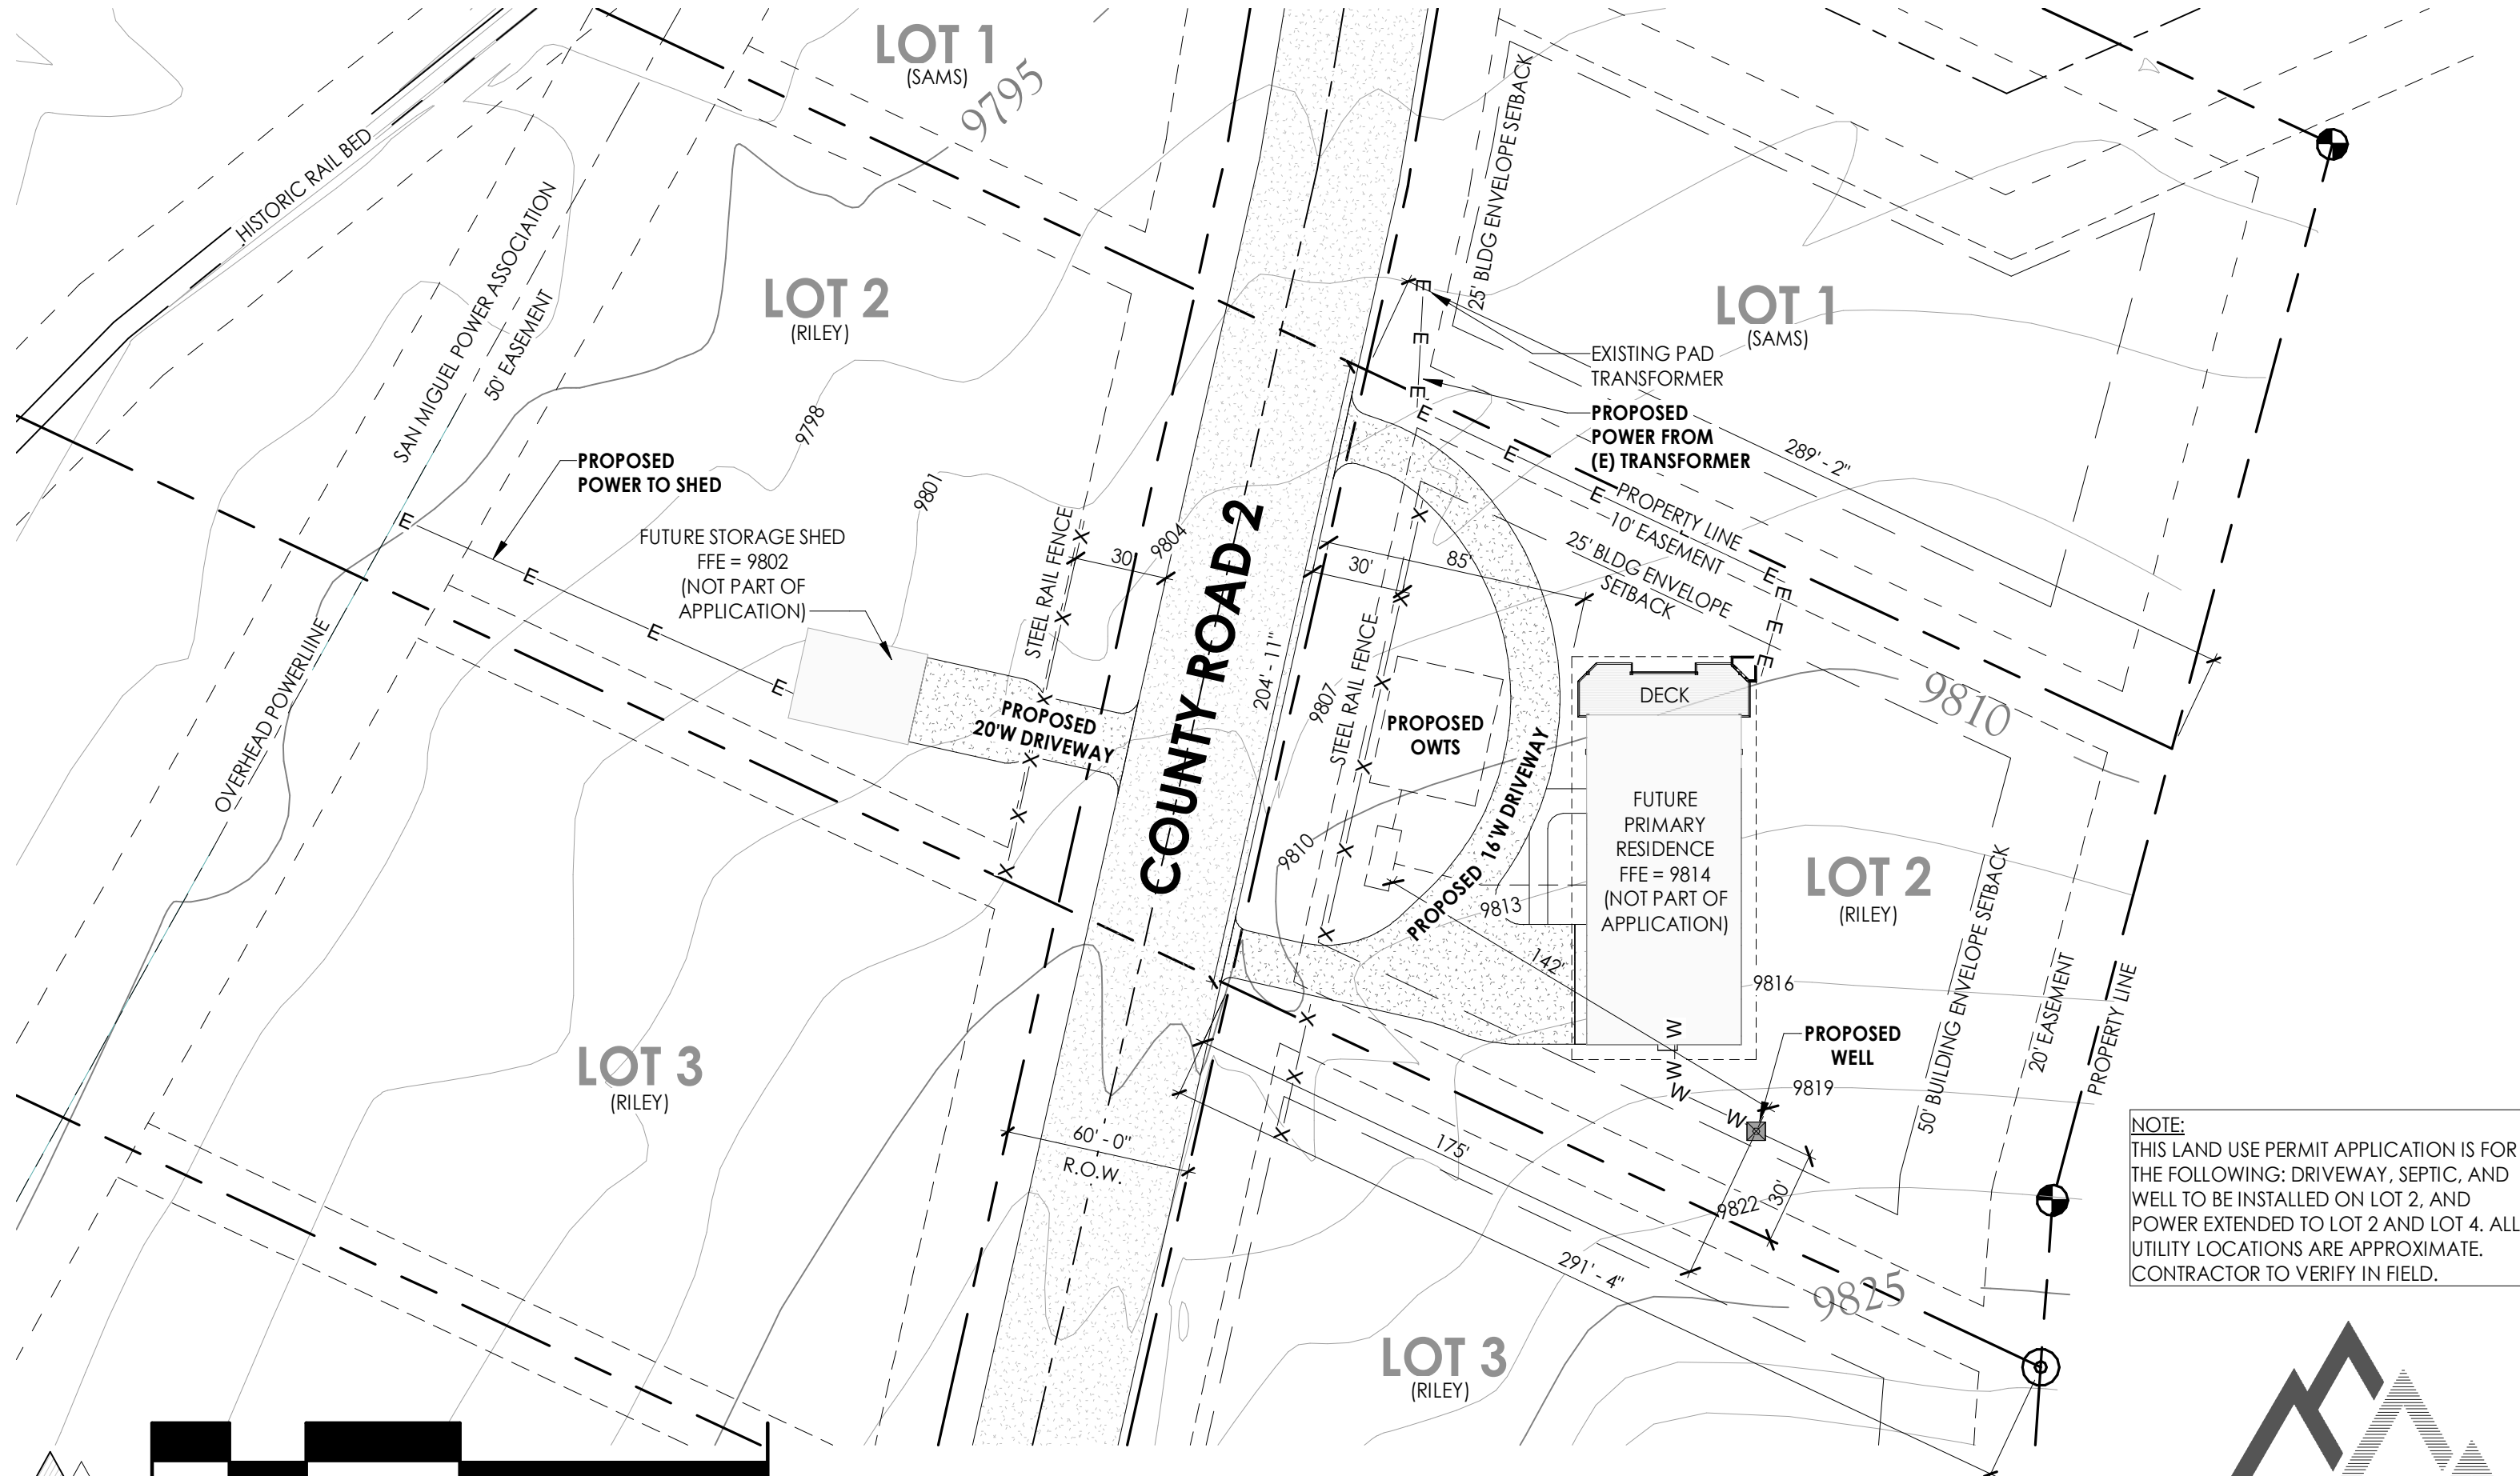 LOT 1
(SAMS)
9795
HISTORIC RAIL BED
SAN MIGUEL POWER ASSOCIATION
50' EASEMENT
LOT 2
(RILEY)
25' BLDG ENVELOPE SETBACK
LOT 1
(SAMS)
E
E
E
E
E
E
EXISTING PAD
TRANSFORMER
PROPOSED
POWER FROM
(E) TRANSFORMER
289' - 2"
PROPERTY LINE
10' EASEMENT
25' BLDG ENVELOPE
SETBACK
E
E
E
E
9798
PROPOSED
POWER TO SHED
E
E
E
E
FUTURE STORAGE SHED
FFE = 9802
(NOT PART OF
APPLICATION)
9801
STEEL RAIL FENCE
X
X
X
X
X
X
30'
9804
COUNTY ROAD 2
204' - 11"
30'
85'
9807
STEEL RAIL FENCE
X
X
X
X
X
X
X
X
X
X
PROPOSED
20'W DRIVEWAY
PROPOSED
OWTS
PROPOSED 16'W DRIVEWAY
DECK
9810
FUTURE
PRIMARY
RESIDENCE
FFE = 9814
(NOT PART OF
APPLICATION)
LOT 2
(RILEY)
9810
9813
142'
9816
OVERHEAD POWERLINE
50' BUILDING ENVELOPE SETBACK
20' EASEMENT
PROPERTY LINE
W
W
W
W
W
PROPOSED
WELL
9819
LOT 3
(RILEY)
60' - 0"
R.O.W.
175'
9822
30'
291' - 4"
9825
LOT 3
(RILEY)
NOTE:
THIS LAND USE PERMIT APPLICATION IS FOR
THE FOLLOWING: DRIVEWAY, SEPTIC, AND
WELL TO BE INSTALLED ON LOT 2, AND
POWER EXTENDED TO LOT 2 AND LOT 4. ALL
UTILITY LOCATIONS ARE APPROXIMATE.
CONTRACTOR TO VERIFY IN FIELD.